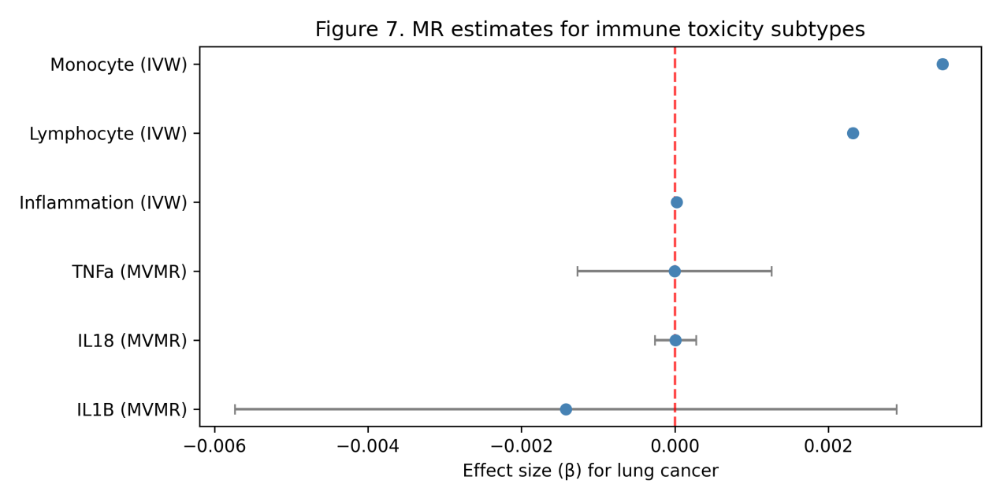 Figure 7. MR estimates for immune toxicity subtypes
Monocyte (IVW)
Lymphocyte (IVW)
Inflammation (IVW)
TNFa (MVMR)
IL18 (MVMR)
IL1B (MVMR)
−0.006 −0.004 −0.002 0.000 0.002
Effect size (β) for lung cancer